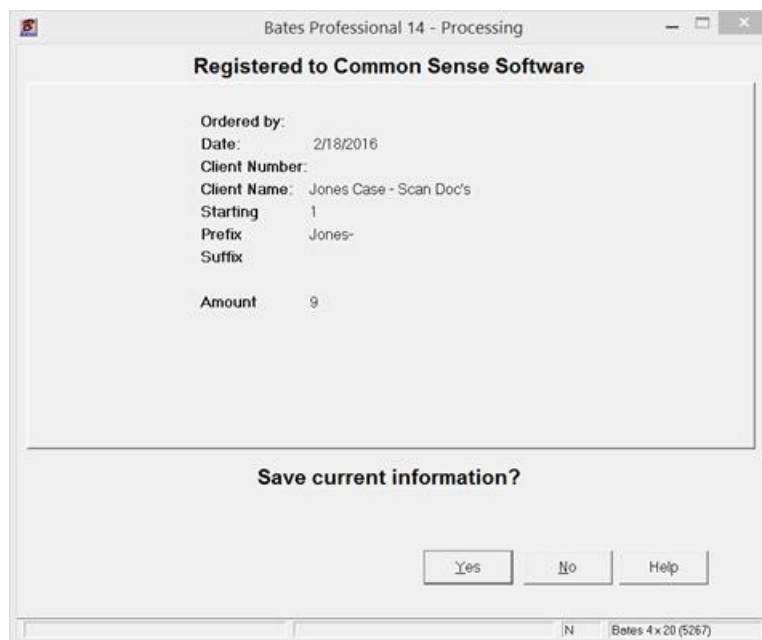 Bates Professional 14 - Processing
Registered to Common Sense Software
Ordered by:
Date: 2/18/2016
Client Number:
Client Name: Jones Case - Scan Doc's
Starting 1
Prefix Jones-
Suffix
Amount 9
Save current information?
Yes No Help
N Bates 4 x 20 (5267)